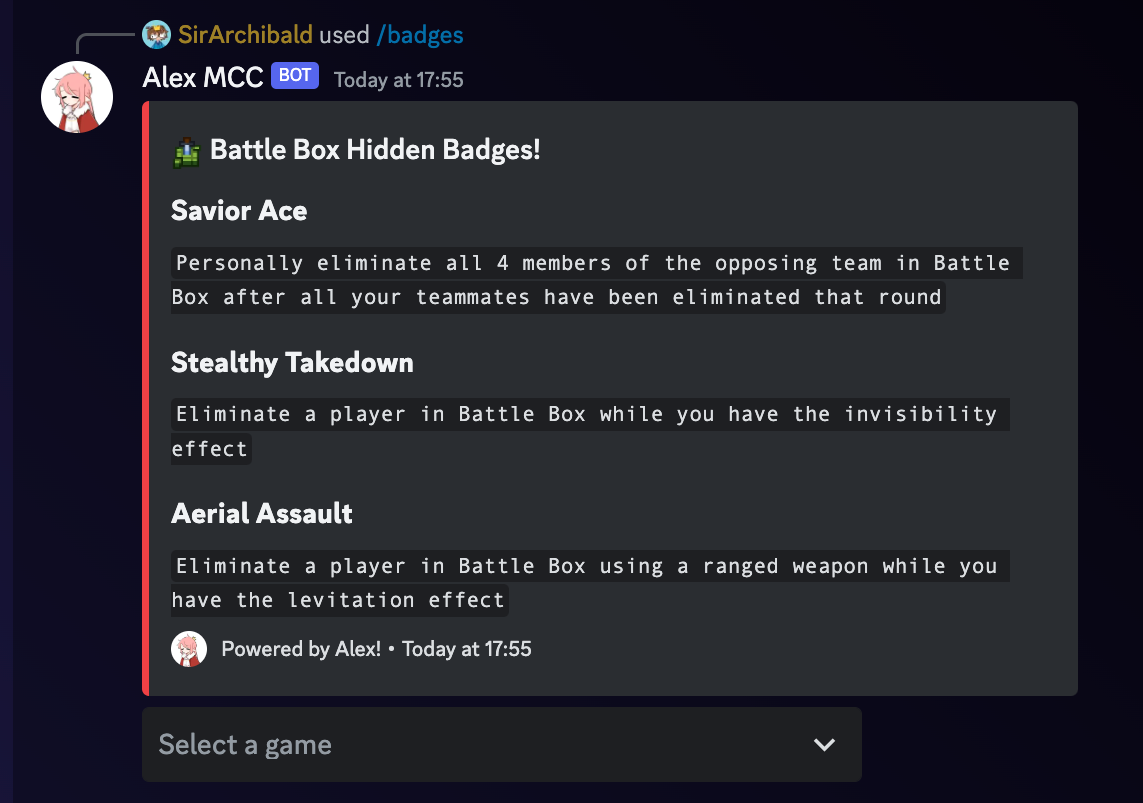 SirArchibald used /badges
Alex MCC BOT Today at 17:55
Battle Box Hidden Badges!
Savior Ace
Personally eliminate all 4 members of the opposing team in Battle
Box after all your teammates have been eliminated that round
Stealthy Takedown
Eliminate a player in Battle Box while you have the invisibility
effect
Aerial Assault
Eliminate a player in Battle Box using a ranged weapon while you
have the levitation effect
Powered by Alex! • Today at 17:55
Select a game